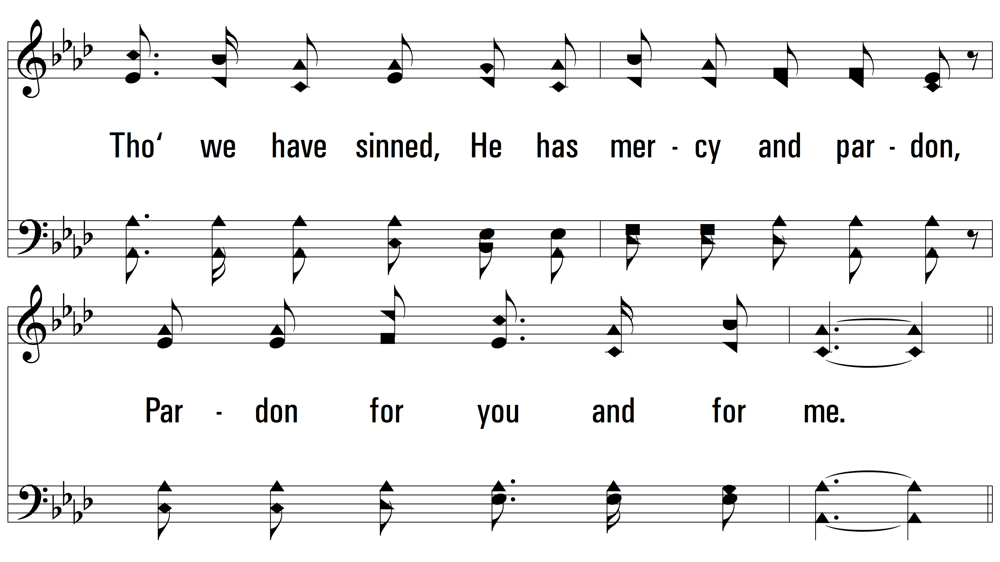 Tho‘ we have sinned, He has mer - cy and par - don,
Par - don for you and for me.